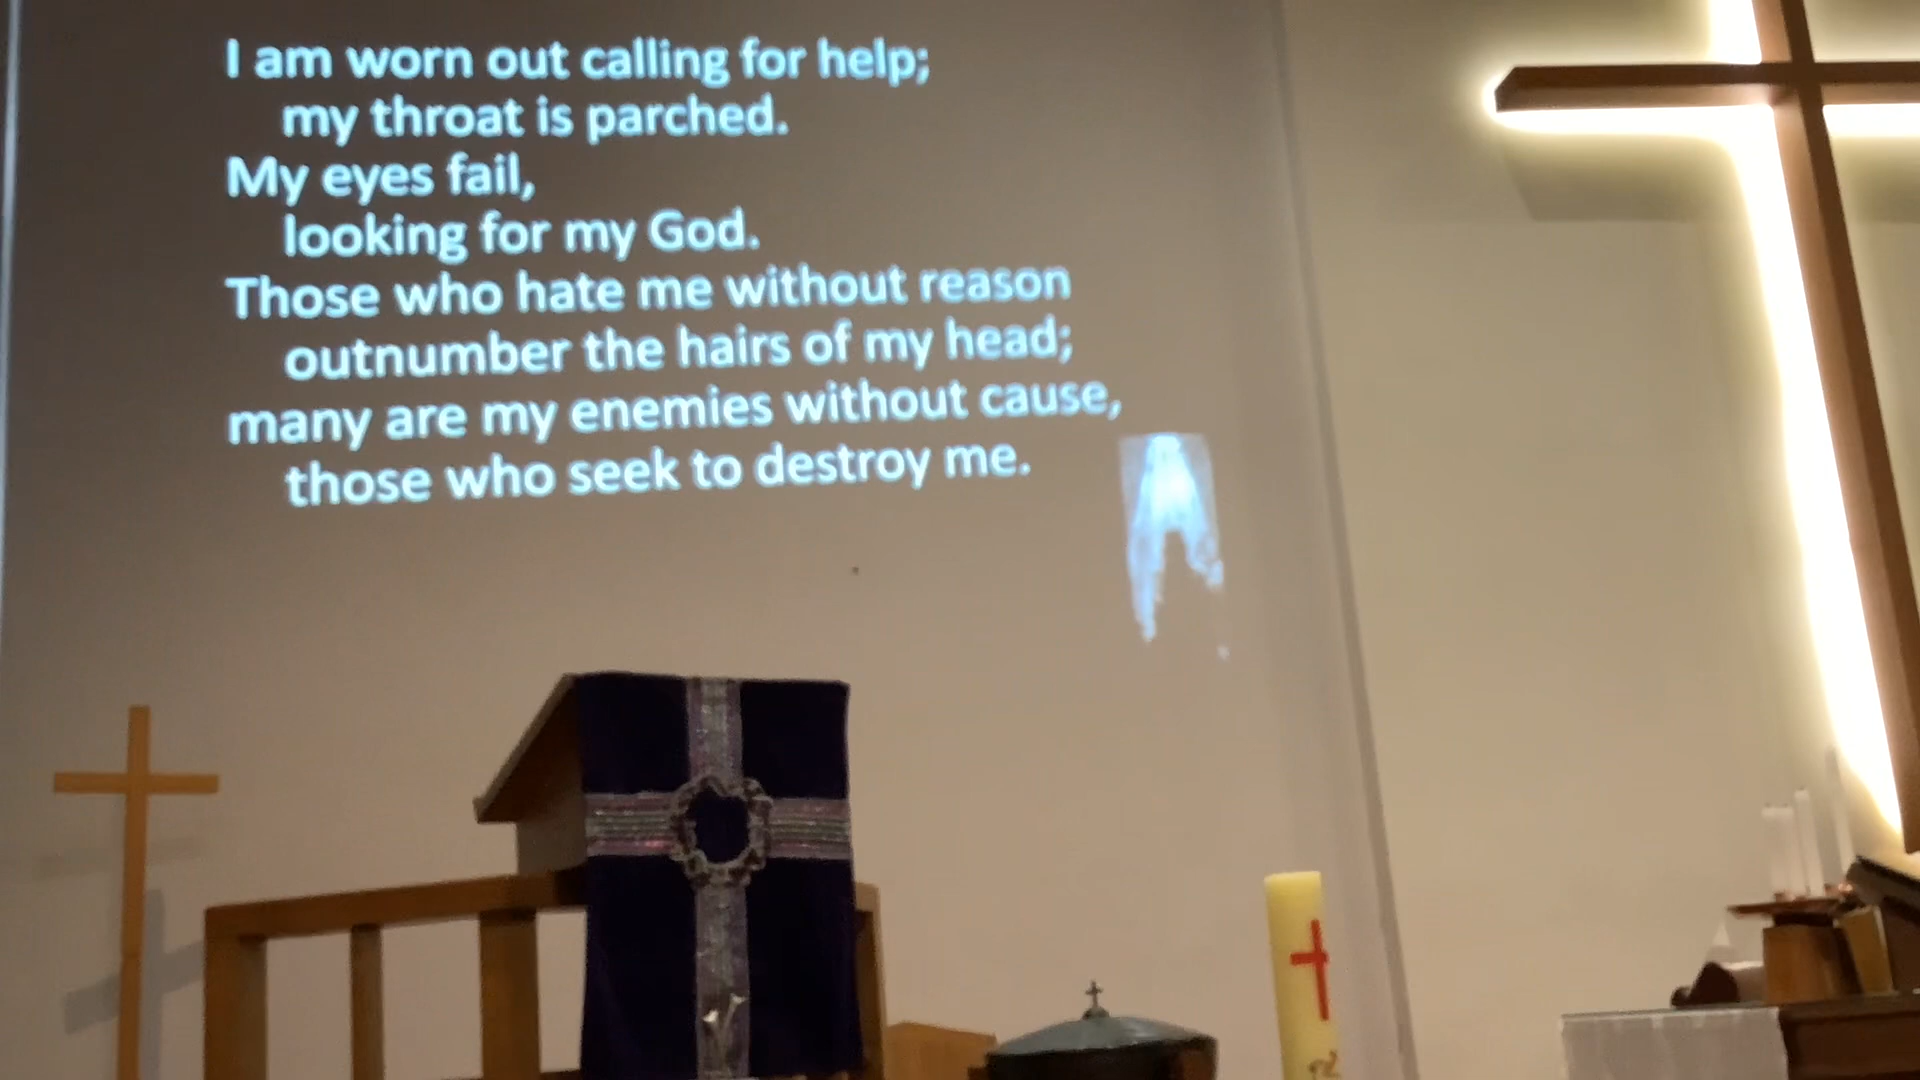 I am worn out calling for help;
my throat is parched.
My eyes fail,
looking for my God.
Those who hate me without reason
outnumber the hairs of my head;
many are my enemies without cause,
those who seek to destroy me.